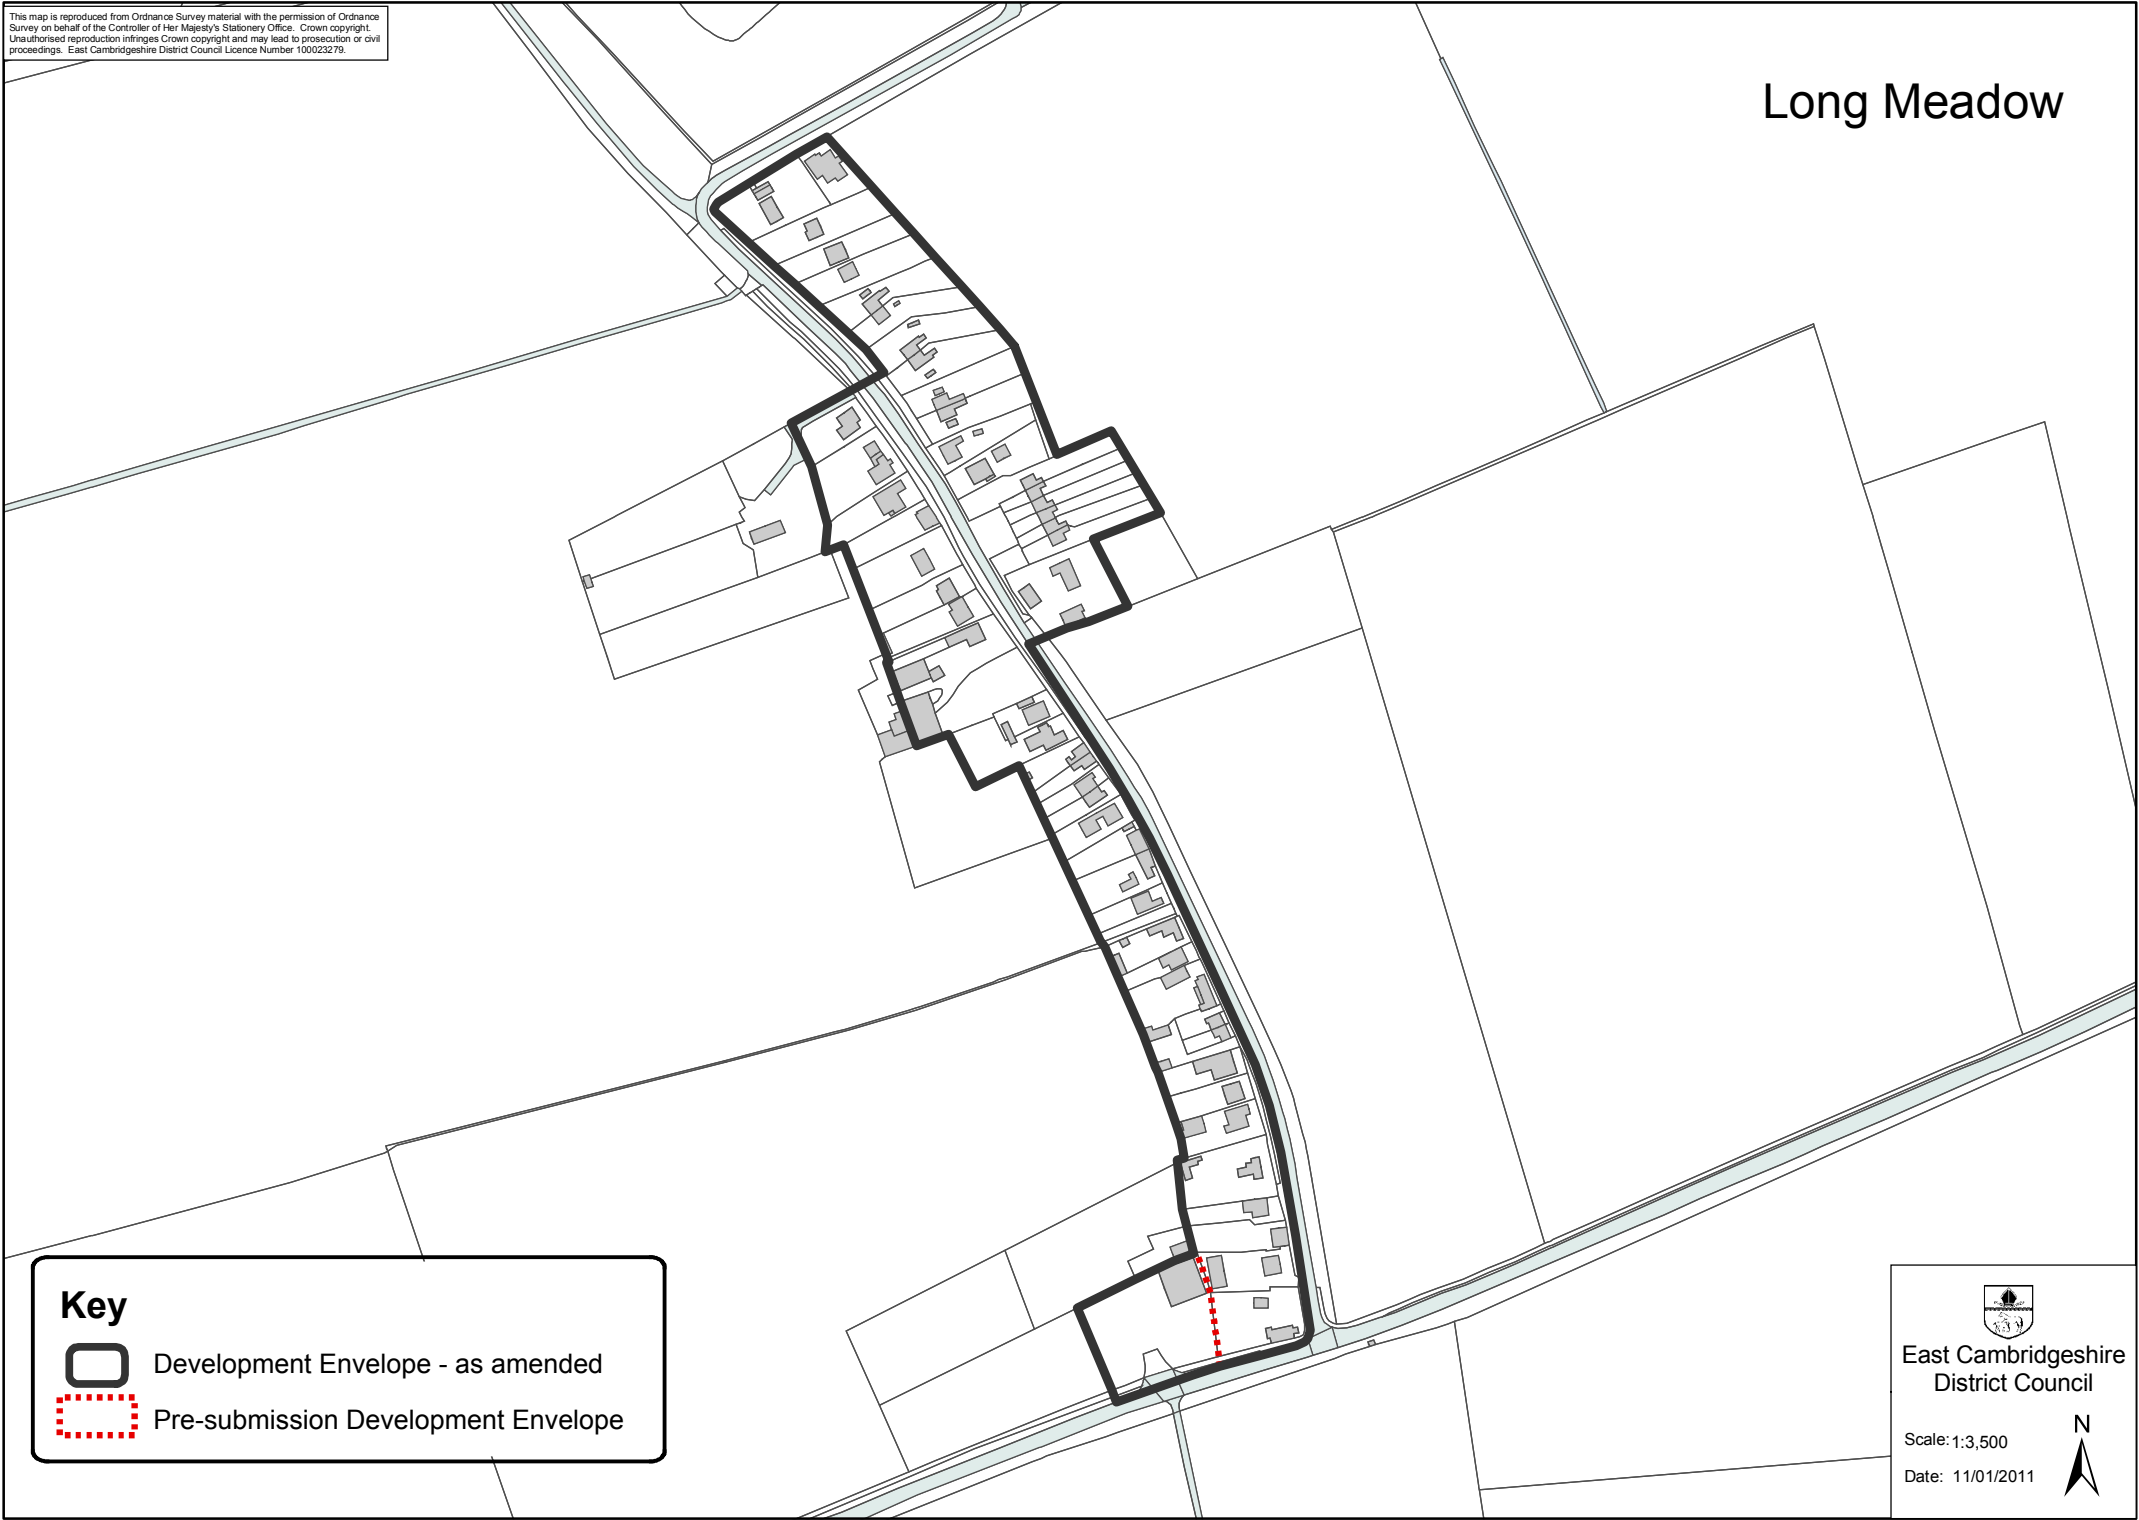 This map is reproduced from Ordnance Survey material with the permission of Ordnance
Survey on behalf of the Controller of Her Majesty's Stationery Office. Crown copyright.
Unauthorised reproduction infringes Crown copyright and may lead to prosecution or civil
proceedings. East Cambridgeshire District Council Licence Number 100023279.
Long Meadow
Key
Development Envelope - as amended
Pre-submission Development Envelope
East Cambridgeshire
District Council
N
Scale: 1:3,500
Date: 11/01/2011